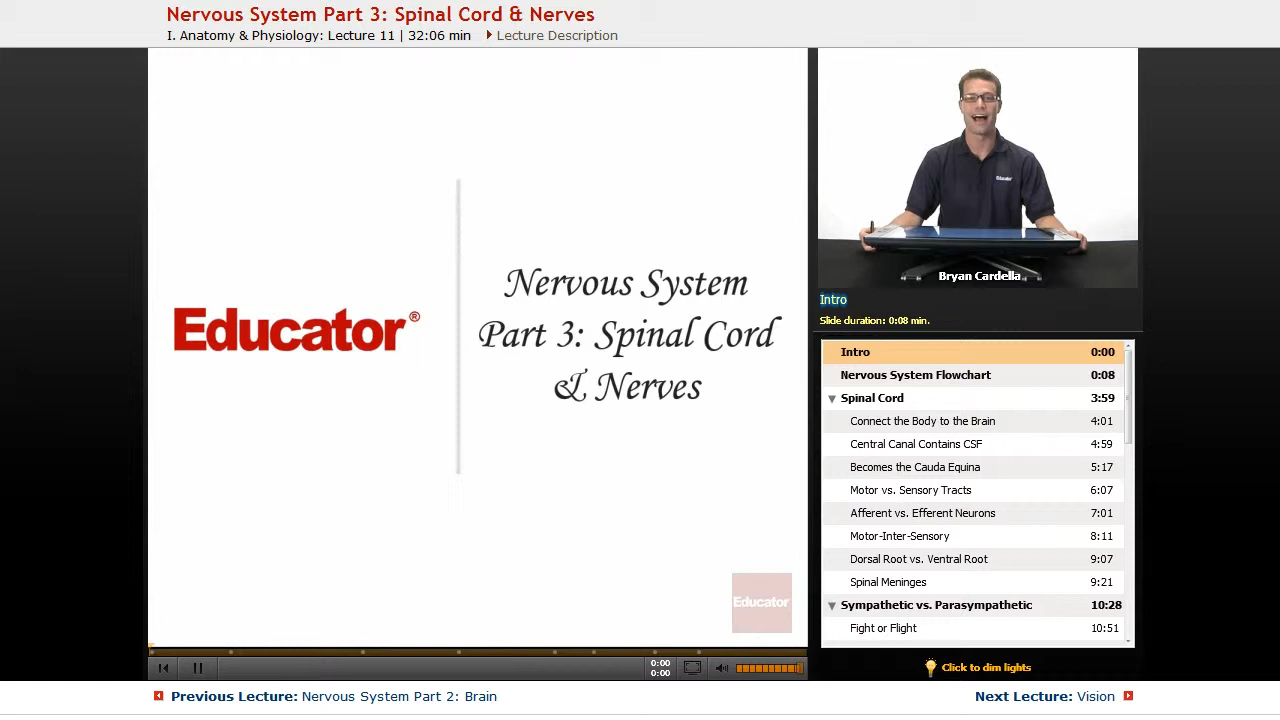 Nervous System Part 3: Spinal Cord & Nerves
I. Anatomy & Physiology: Lecture 11 | 32:06 min
Lecture Description
Educator®
Nervous System
Part 3: Spinal Cord
& Nerves
Educator
Educator
Bryan Cardella
Intro
Slide duration: 0:08 min.
Intro 0:00
Nervous System Flowchart 0:08
Spinal Cord 3:59
Connect the Body to the Brain 4:01
Central Canal Contains CSF 4:59
Becomes the Cauda Equina 5:17
Motor vs. Sensory Tracts 6:07
Afferent vs. Efferent Neurons 7:01
Motor-Inter-Sensory 8:11
Dorsal Root vs. Ventral Root 9:07
Spinal Meninges 9:21
Sympathetic vs. Parasympathetic 10:28
Fight or Flight 10:51
0:00
0:00
Click to dim lights
Previous Lecture: Nervous System Part 2: Brain
Next Lecture: Vision